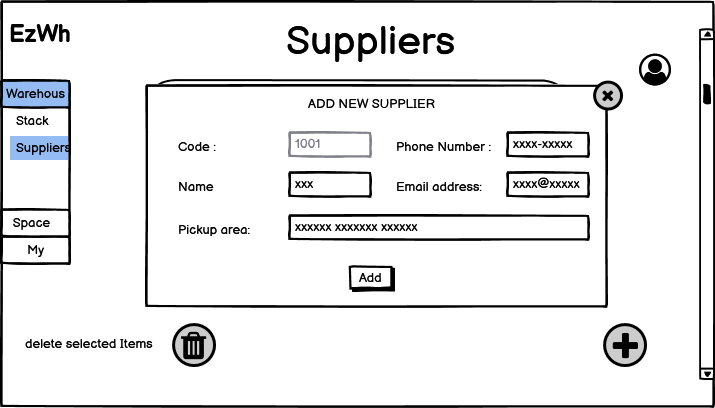 EzWh
Suppliers
Warehous
Stack
Suppliers
Space
My
ADD NEW SUPPLIER
Code :
1001
Phone Number :
xxxx-xxxxx
Name
xxx
Email address:
xxxx@xxxxx
Pickup area:
xxxxxx xxxxxxx xxxxxx
Add
delete selected Items